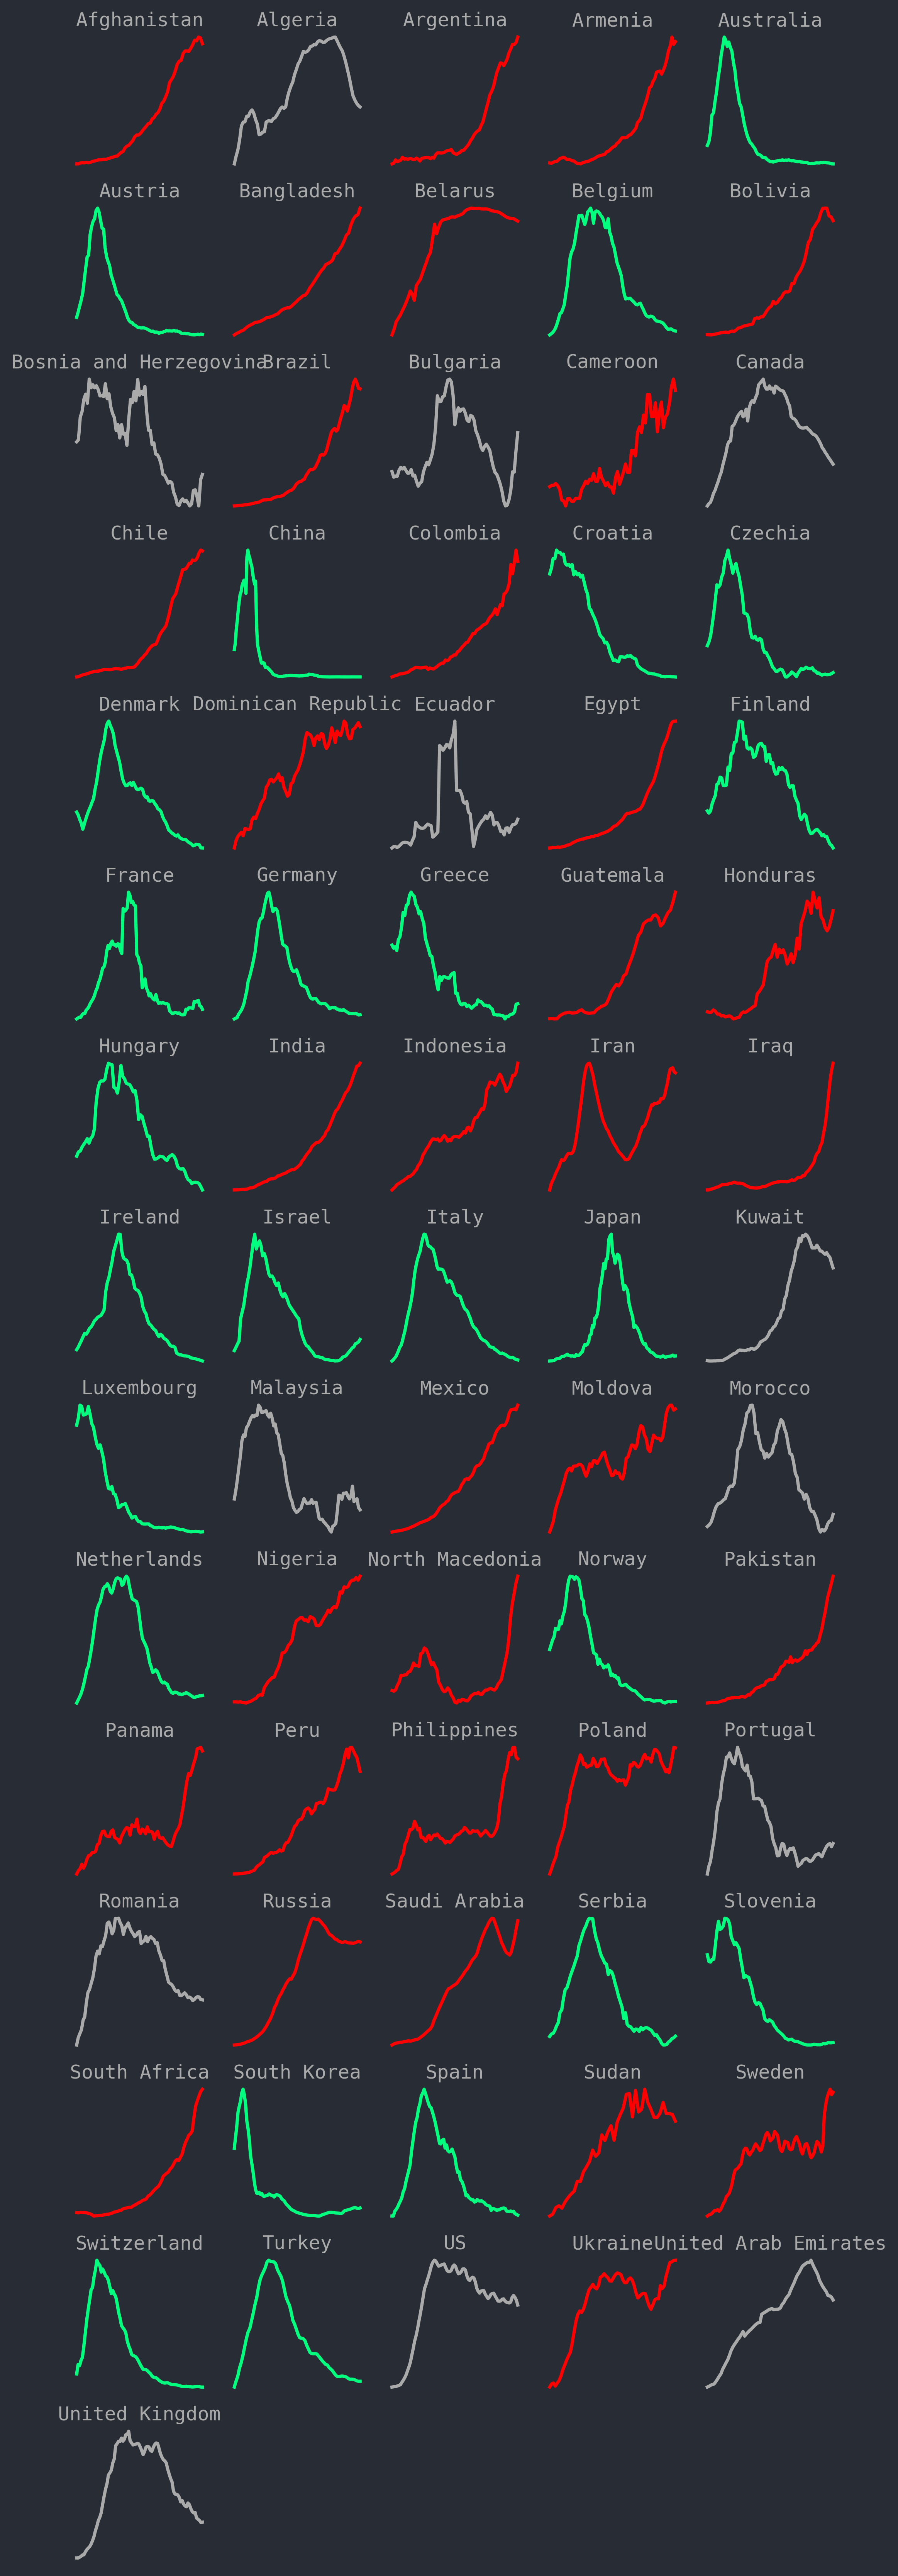 Afghanistan Algeria Argentina Armenia Australia
Austria Bangladesh Belarus Belgium Bolivia
Bosnia and Herzegovina Brazil Bulgaria Cameroon Canada
Chile China Colombia Croatia Czechia
Denmark Dominican Republic Ecuador Egypt Finland
France Germany Greece Guatemala Honduras
Hungary India Indonesia Iran Iraq
Ireland Israel Italy Japan Kuwait
Luxembourg Malaysia Mexico Moldova Morocco
Netherlands Nigeria North Macedonia Norway Pakistan
Panama Peru Philippines Poland Portugal
Romania Russia Saudi Arabia Serbia Slovenia
South Africa South Korea Spain Sudan Sweden
Switzerland Turkey US Ukraine United Arab Emirates
United Kingdom